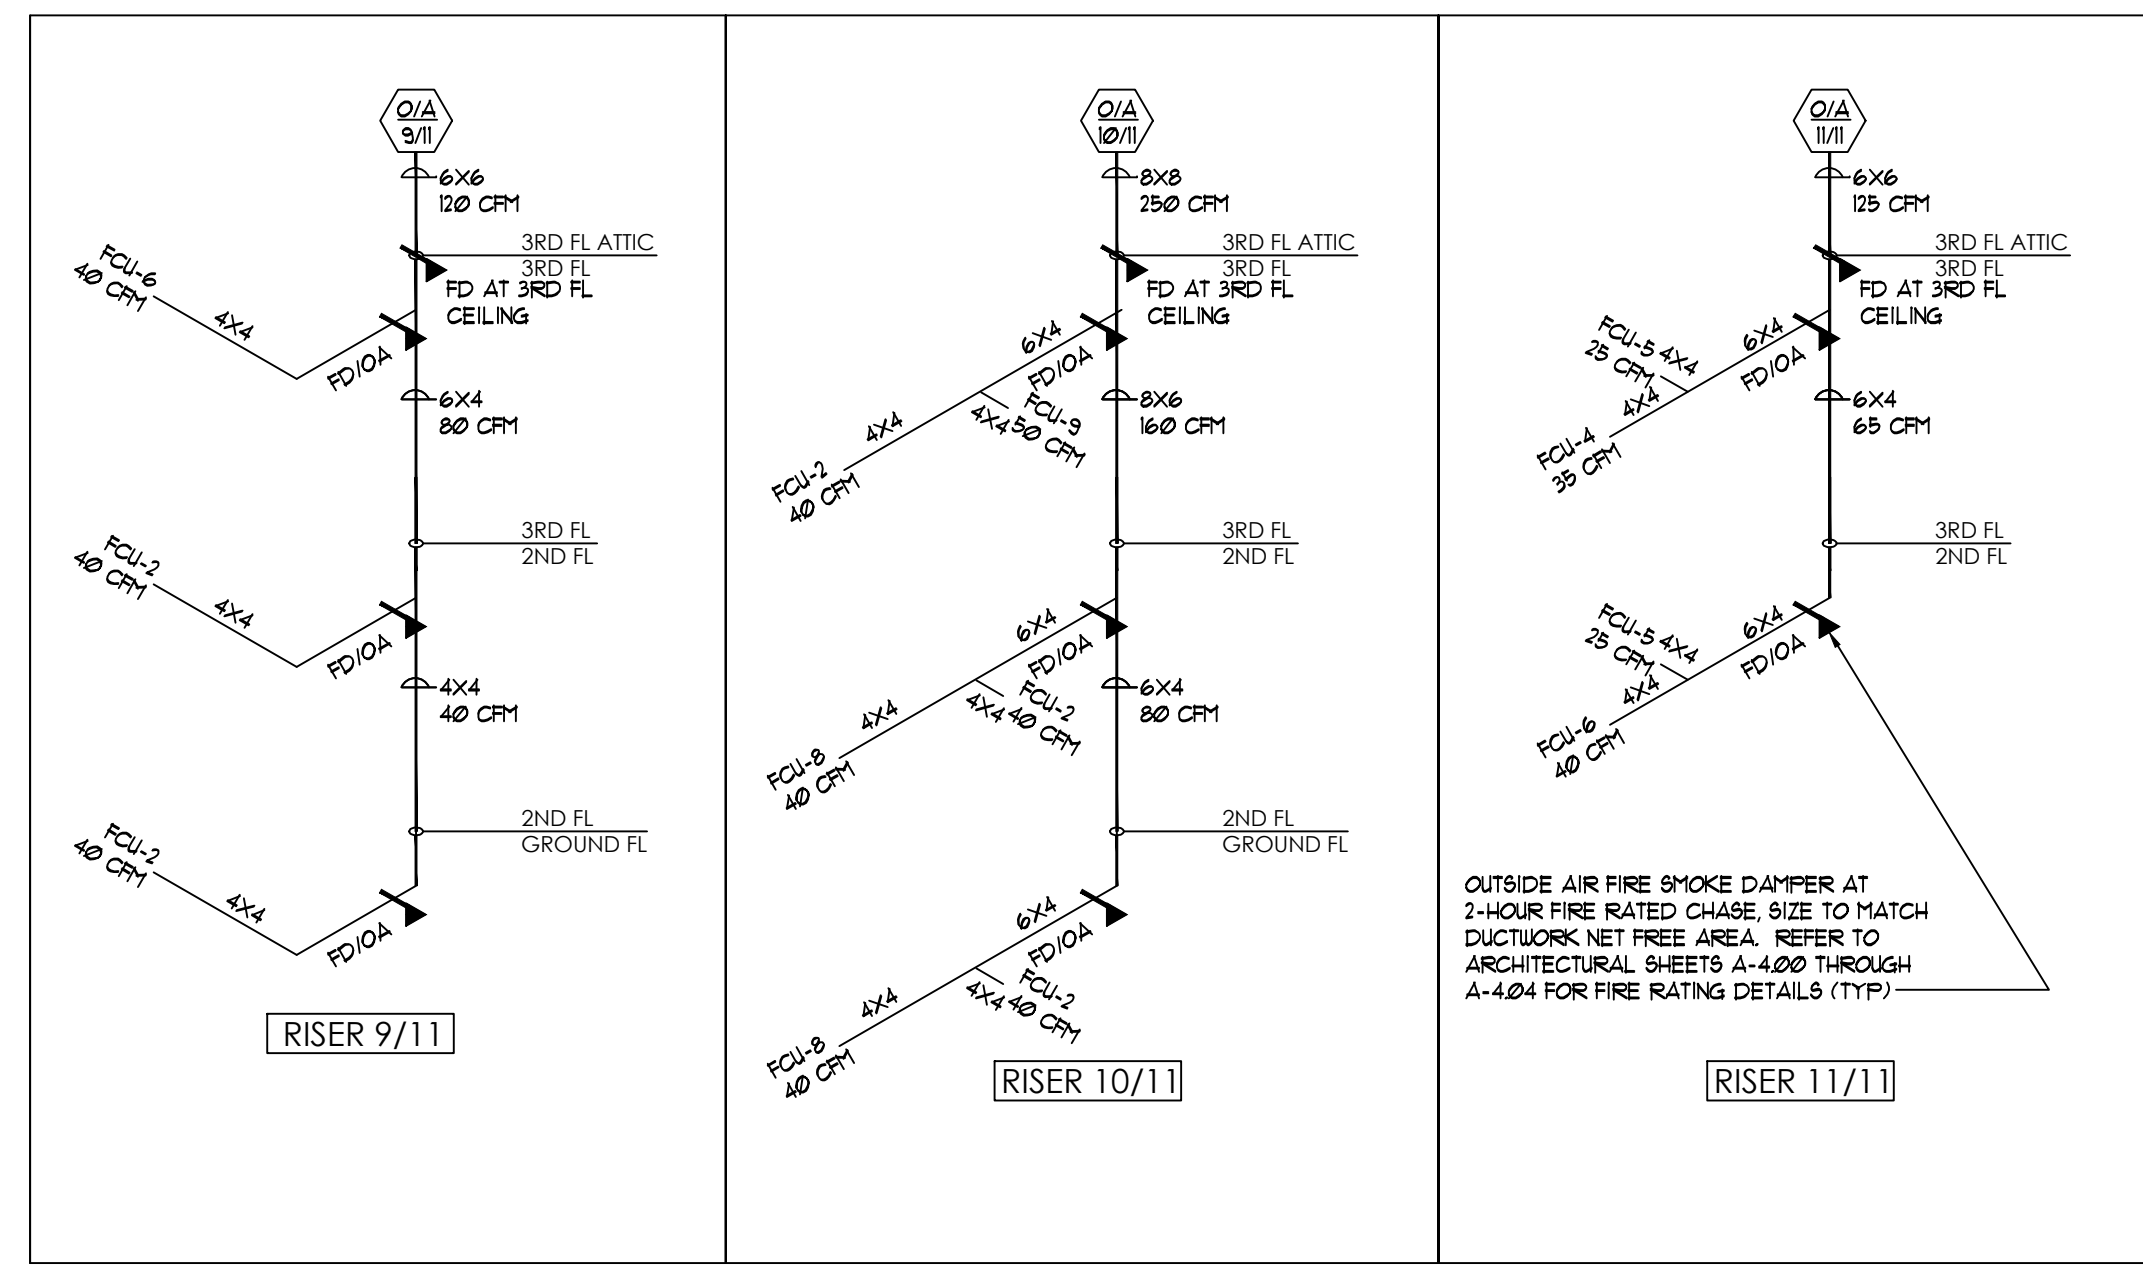 O/A
9/11
6X6
120 CFM
3RD FL ATTIC
3RD FL
FD AT 3RD FL
CEILING
FCU-6
40 CFM
4X4
FD/OA
6X4
80 CFM
3RD FL
2ND FL
FCU-2
40 CFM
4X4
FD/OA
4X4
40 CFM
2ND FL
GROUND FL
FCU-2
40 CFM
4X4
FD/OA
RISER 9/11
O/A
10/11
8X8
250 CFM
3RD FL ATTIC
3RD FL
FD AT 3RD FL
CEILING
6X4
FD/OA
8X6
160 CFM
4X4
FCU-9
4X4 50 CFM
FCU-2
40 CFM
3RD FL
2ND FL
6X4
FD/OA
6X4
80 CFM
4X4
FCU-2
4X4 40 CFM
FCU-8
40 CFM
2ND FL
GROUND FL
6X4
FD/OA
4X4
FCU-2
4X4 40 CFM
FCU-8
40 CFM
RISER 10/11
O/A
11/11
6X6
125 CFM
3RD FL ATTIC
3RD FL
FD AT 3RD FL
CEILING
FCU-5 4X4
25 CFM
6X4
FD/OA
4X4
6X4
65 CFM
FCU-4
35 CFM
3RD FL
2ND FL
FCU-5 4X4
25 CFM
6X4
FD/OA
4X4
FCU-6
40 CFM
OUTSIDE AIR FIRE SMOKE DAMPER AT
2-HOUR FIRE RATED CHASE, SIZE TO MATCH
DUCTWORK NET FREE AREA. REFER TO
ARCHITECTURAL SHEETS A-4.00 THROUGH
A-4.04 FOR FIRE RATING DETAILS (TYP)
RISER 11/11